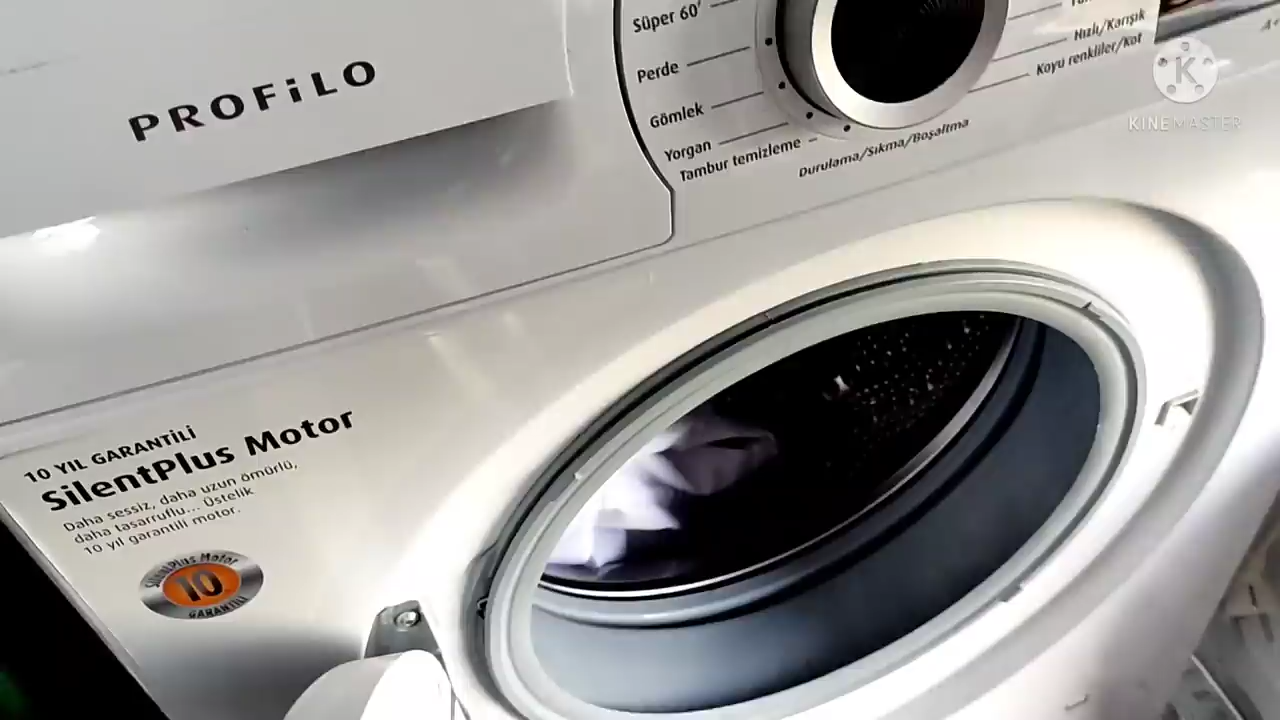 PROFiLO
Süper 60'
Perde
Gömlek
Yorgan
Tambur temizleme
Durulama/Sıkma/Boşaltma
Hızlı/Karışık
Koyu renkliler/Kot
K
KINEMASTER
10 YIL GARANTİLİ
SilentPlus Motor
Daha sessiz, daha uzun ömürlü,
daha tasarruflu... Üstelik
10 yıl garantili motor.
SilentPlus Motor
10
GARANTİLİ